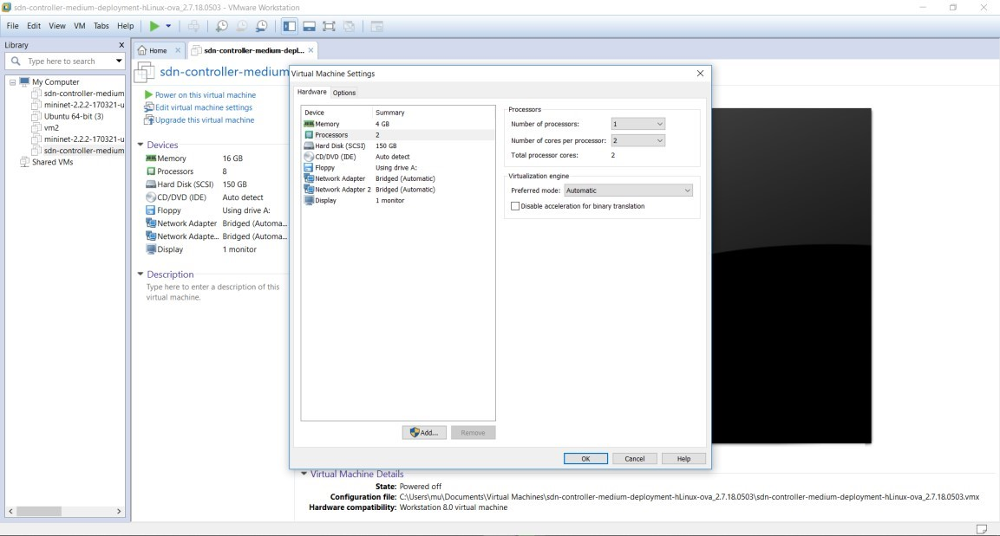 sdn-controller-medium-deployment-hLinux-ova_2.7.18.0503 - VMware Workstation
File Edit View VM Tabs Help
Library x
Type here to search
My Computer
sdn-controller-medium
mininet-2.2.2-170321-u
Ubuntu 64-bit (3)
vm2
mininet-2.2.2-170321-u
sdn-controller-medium
Shared VMs
Home
sdn-controller-medium-depl...
sdn-controller-medium
Power on this virtual machine
Edit virtual machine settings
Upgrade this virtual machine
Devices
Memory 16 GB
Processors 8
Hard Disk (SCSI) 150 GB
CD/DVD (IDE) Auto detect
Floppy Using drive A:
Network Adapter Bridged (Automa...
Network Adapte... Bridged (Automa...
Display 1 monitor
Description
Type here to enter a description of this
virtual machine.
Virtual Machine Settings
Hardware Options
Device Summary
Memory 4 GB
Processors 2
Hard Disk (SCSI) 150 GB
CD/DVD (IDE) Auto detect
Floppy Using drive A:
Network Adapter Bridged (Automatic)
Network Adapter 2 Bridged (Automatic)
Display 1 monitor
Add... Remove
Processors
Number of processors: 1
Number of cores per processor: 2
Total processor cores: 2
Virtualization engine
Preferred mode: Automatic
Disable acceleration for binary translation
OK Cancel Help
Virtual Machine Details
State: Powered off
Configuration file: C:\Users\mu\Documents\Virtual Machines\sdn-controller-medium-deployment-hLinux-ova_2.7.18.0503\sdn-controller-medium-deployment-hLinux-ova_2.7.18.0503.vmx
Hardware compatibility: Workstation 8.0 virtual machine